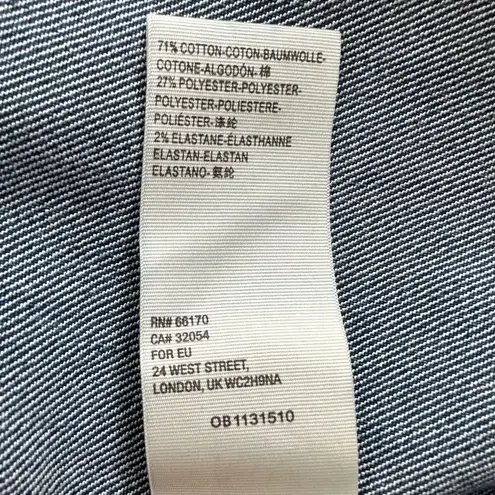 71% COTTON-COTON-BAUMWOLLE-
COTONE-ALGODÓN-棉
27% POLYESTER-POLYESTER-
POLYESTER-POLIESTERE-
POLIÉSTER-涤纶
2% ELASTANE-ÉLASTHANNE
ELASTAN-ELASTAN
ELASTANO-氨纶
RN# 66170
CA# 32054
FOR EU
24 WEST STREET,
LONDON, UK WC2H9NA
OB1131510